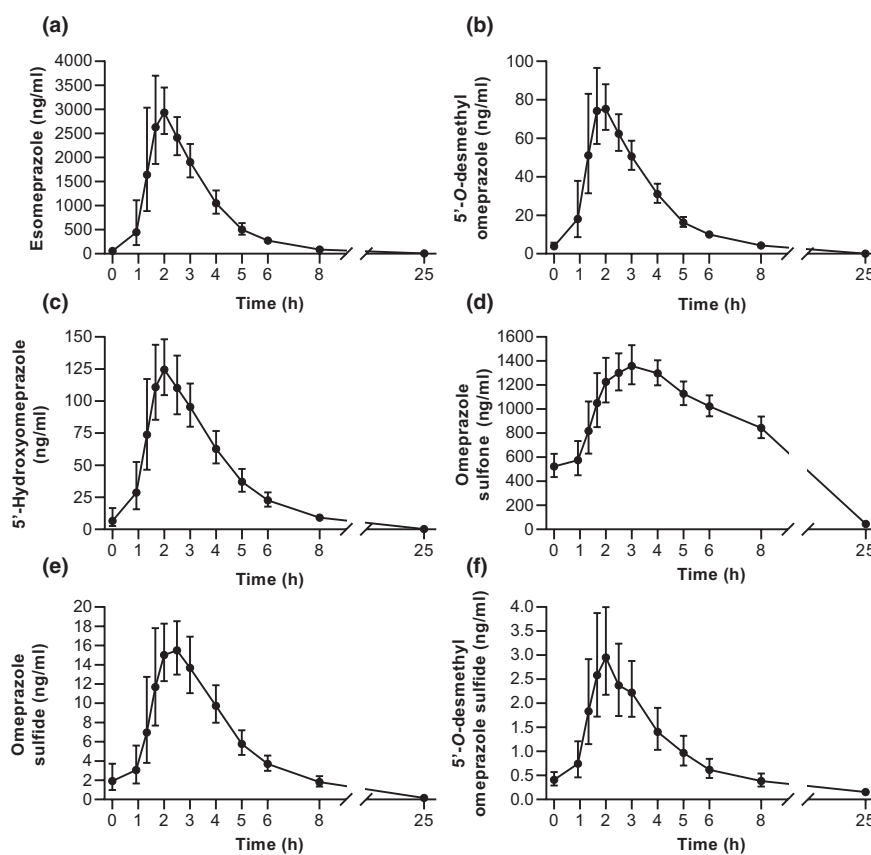 (a)
Esomeprazole (ng/ml)
4000
3500
3000
2500
2000
1500
1000
500
0
0 1 2 3 4 5 6 8 25
Time (h)
(b)
5'-O-desmethyl
omeprazole (ng/ml)
100
80
60
40
20
0
0 1 2 3 4 5 6 8 25
Time (h)
(c)
5'-Hydroxyomeprazole
(ng/ml)
150
125
100
75
50
25
0
0 1 2 3 4 5 6 8 25
Time (h)
(d)
Omeprazole
sulfone (ng/ml)
1600
1400
1200
1000
800
600
400
200
0
0 1 2 3 4 5 6 8 25
Time (h)
(e)
Omeprazole
sulfide (ng/ml)
20
18
16
14
12
10
8
6
4
2
0
0 1 2 3 4 5 6 8 25
Time (h)
(f)
5'-O-desmethyl
omeprazole sulfide (ng/ml)
4.0
3.5
3.0
2.5
2.0
1.5
1.0
0.5
0.0
0 1 2 3 4 5 6 8 25
Time (h)